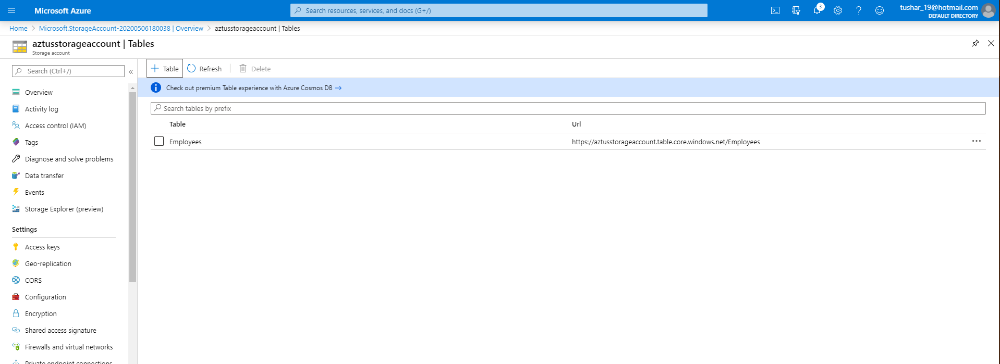 Microsoft Azure
Search resources, services, and docs (G+/)
3
tushar_19@hotmail.com
DEFAULT DIRECTORY
Home > Microsoft.StorageAccount-20200506180038 | Overview > aztusstorageaccount | Tables
aztusstorageaccount | Tables
Storage account
Search (Ctrl+/)
«
Overview
Activity log
Access control (IAM)
Tags
Diagnose and solve problems
Data transfer
Events
Storage Explorer (preview)
Settings
Access keys
Geo-replication
CORS
Configuration
Encryption
Shared access signature
Firewalls and virtual networks
Private endpoint connections
+ Table Refresh Delete
Check out premium Table experience with Azure Cosmos DB →
Search tables by prefix
Table Url
Employees https://aztusstorageaccount.table.core.windows.net/Employees ...